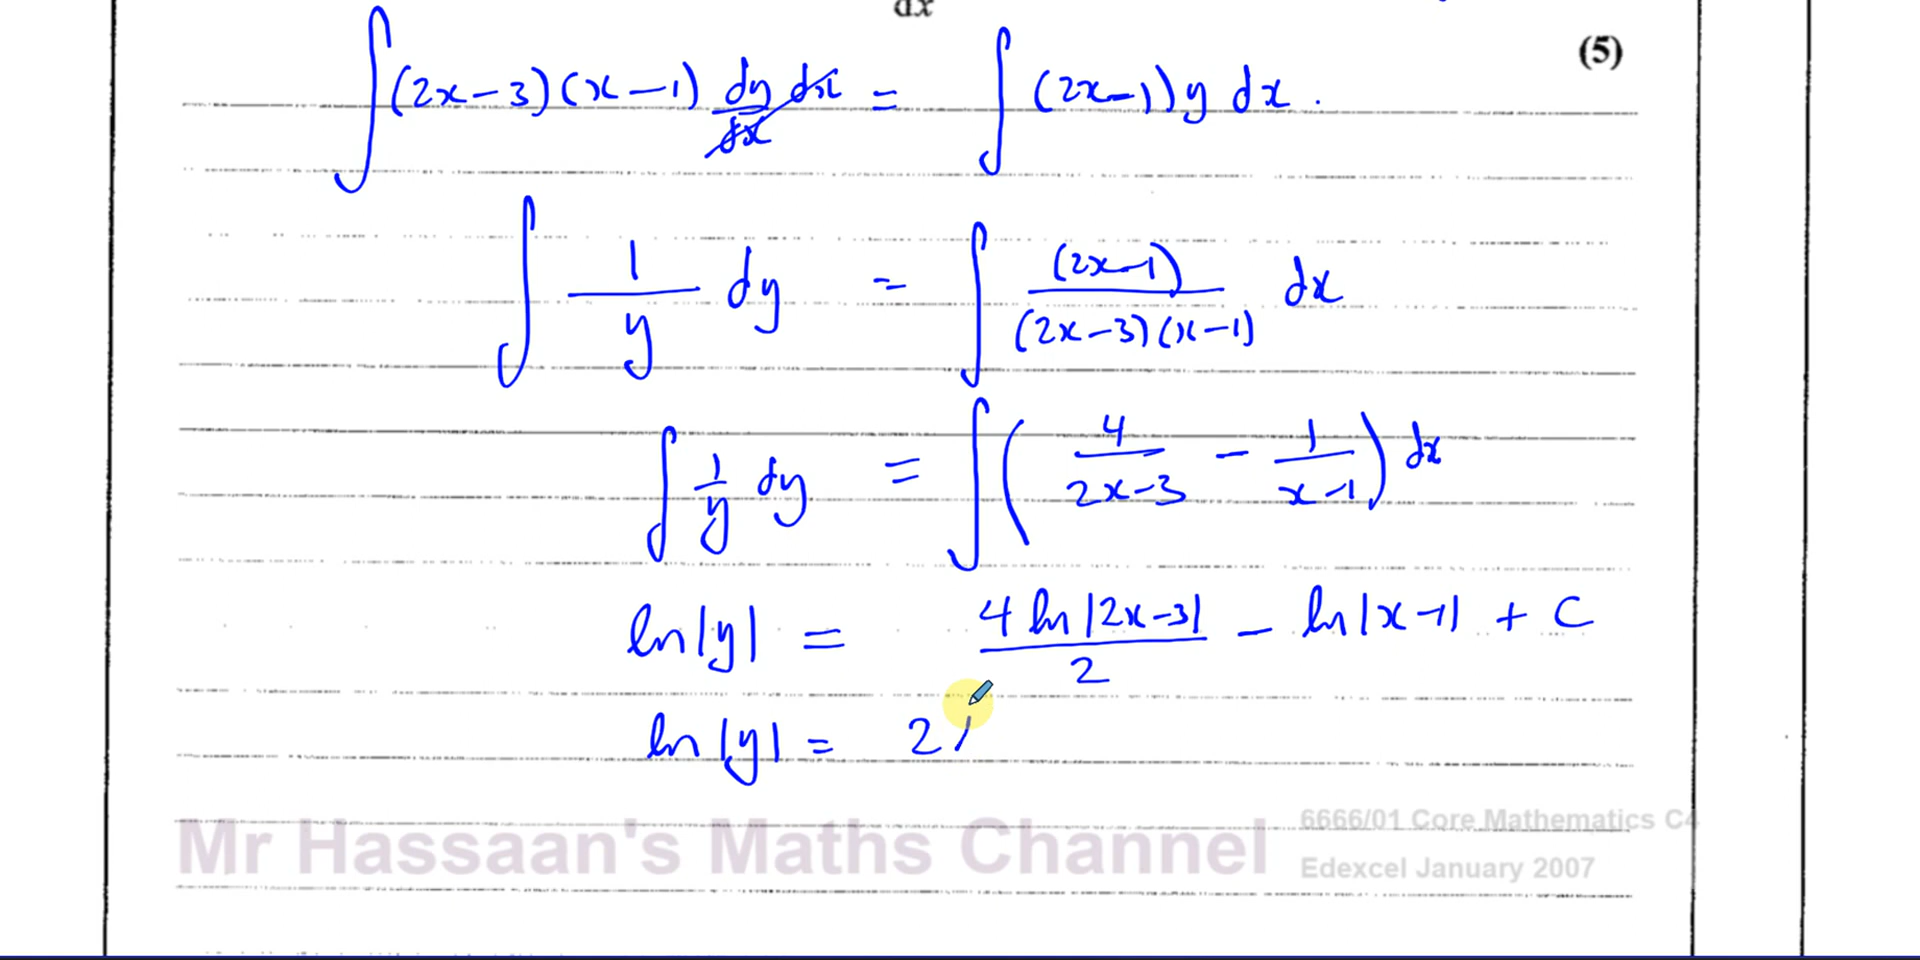 (5)
∫(2x-3)(x-1) dy/dx dx = ∫(2x-1)y dx.
∫ 1/y dy = ∫ (2x-1)/(2x-3)(x-1) dx
∫ 1/y dy = ∫ ( 4/2x-3 - 1/x-1 ) dx
ln|y| = 4 ln|2x-3|/2 - ln|x-1| + C
ln|y| = 2
Mr Hassaan's Maths Channel
6666/01 Core Mathematics C4
Edexcel January 2007